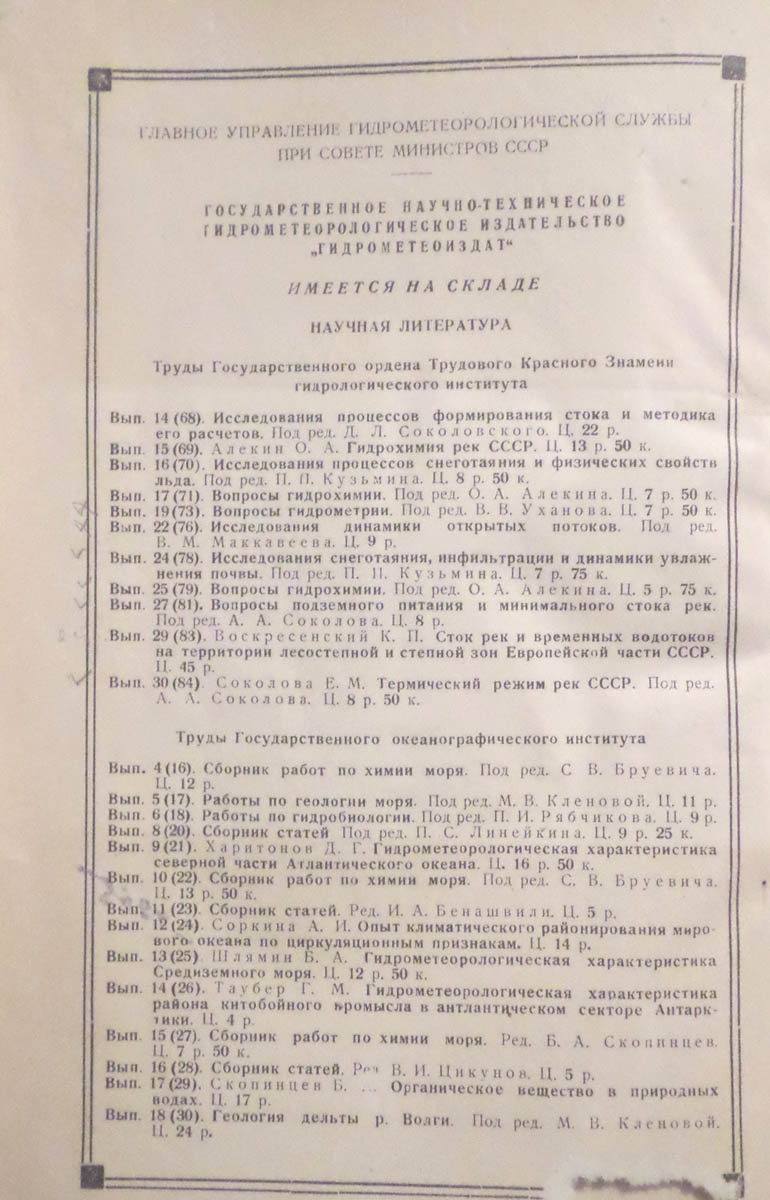 ГЛАВНОЕ УПРАВЛЕНИЕ ГИДРОМЕТЕОРОЛОГИЧЕСКОЙ СЛУЖБЫ
ПРИ СОВЕТЕ МИНИСТРОВ СССР
ГОСУДАРСТВЕННОЕ НАУЧНО-ТЕХНИЧЕСКОЕ
ГИДРОМЕТЕОРОЛОГИЧЕСКОЕ ИЗДАТЕЛЬСТВО
„ГИДРОМЕТЕОИЗДАТ“
ИМЕЕТСЯ НА СКЛАДЕ
НАУЧНАЯ ЛИТЕРАТУРА
Труды Государственного ордена Трудового Красного Знамени
гидрологического института
Вып. 14 (68). Исследования процессов формирования стока и методика
его расчетов. Под ред. Д. Л. Соколовского. Ц. 22 р.
Вып. 15 (69). Алекин О. А. Гидрохимия рек СССР. Ц. 13 р. 50 к.
Вып. 16 (70). Исследования процессов снеготаяния и физических свойств
льда. Под ред. П. П. Кузьмина. Ц. 8 р. 50 к.
Вып. 17 (71). Вопросы гидрохимии. Под ред. О. А. Алекина. Ц. 7 р. 50 к.
Вып. 19 (73). Вопросы гидрометрии. Под ред. В. В. Уханова. Ц. 7 р. 50 к.
Вып. 22 (76). Исследования динамики открытых потоков. Под ред.
В. М. Маккавеева. Ц. 9 р.
Вып. 24 (78). Исследования снеготаяния, инфильтрации и динамики увлаж-
нения почвы. Под ред. П. П. Кузьмина. Ц. 7 р. 75 к.
Вып. 25 (79). Вопросы гидрохимии. Под ред. О. А. Алекина. Ц. 5 р. 75 к.
Вып. 27 (81). Вопросы подземного питания и минимального стока рек.
Под ред. А. А. Соколова. Ц. 8 р.
Вып. 29 (83). Воскресенский К. П. Сток рек и временных водотоков
на территории лесостепной и степной зон Европейской части СССР.
Ц. 45 р.
Вып. 30 (84). Соколова Е. М. Термический режим рек СССР. Под ред.
А. А. Соколова. Ц. 8 р. 50 к.
Труды Государственного океанографического института
Вып. 4 (16). Сборник работ по химии моря. Под ред. С В. Бруевича.
Ц. 12 р.
Вып. 5 (17). Работы по геологии моря. Под ред. М. В. Кленовой. Ц. 11 р.
Вып. 6 (18). Работы по гидробиологии. Под ред. П. И. Рябчикова. Ц. 9 р.
Вып. 8 (20). Сборник статей Под ред. П. С. Линейкина. Ц. 9 р. 25 к.
Вып. 9 (21). Харитонов Д. Г. Гидрометеорологическая характеристика
северной части Атлантического океана. Ц. 16 р. 50 к.
Вып. 10 (22). Сборник работ по химии моря. Под ред. С. В. Бруевича.
Ц. 13 р. 50 к.
Вып. 11 (23). Сборник статей. Ред. И. А. Бенашвили. Ц. 5 р.
Вып. 12 (24). Соркина А. И. Опыт климатического районирования миро-
вого океана по циркуляционным признакам. Ц. 14 р.
Вып. 13 (25) Шлямин Б. А. Гидрометеорологическая характеристика
Средиземного моря. Ц. 12 р. 50 к.
Вып. 14 (26). Таубер Г. М. Гидрометеорологическая характеристика
района китобойного промысла в антлантическом секторе Антарк-
тики. Ц. 4 р.
Вып. 15 (27). Сборник работ по химии моря. Ред. Б. А. Скопинцев.
Ц. 7 р. 50 к.
Вып. 16 (28). Сборник статей. В. И. Цикунов. Ц. 5 р.
Вып. 17 (29). Скопинцев Б. Органическое вещество в природных
водах. Ц. 17 р.
Вып. 18 (30). Геология дельты р. Волги. Под ред. М. В. Кленовой.
Ц. 24 р.